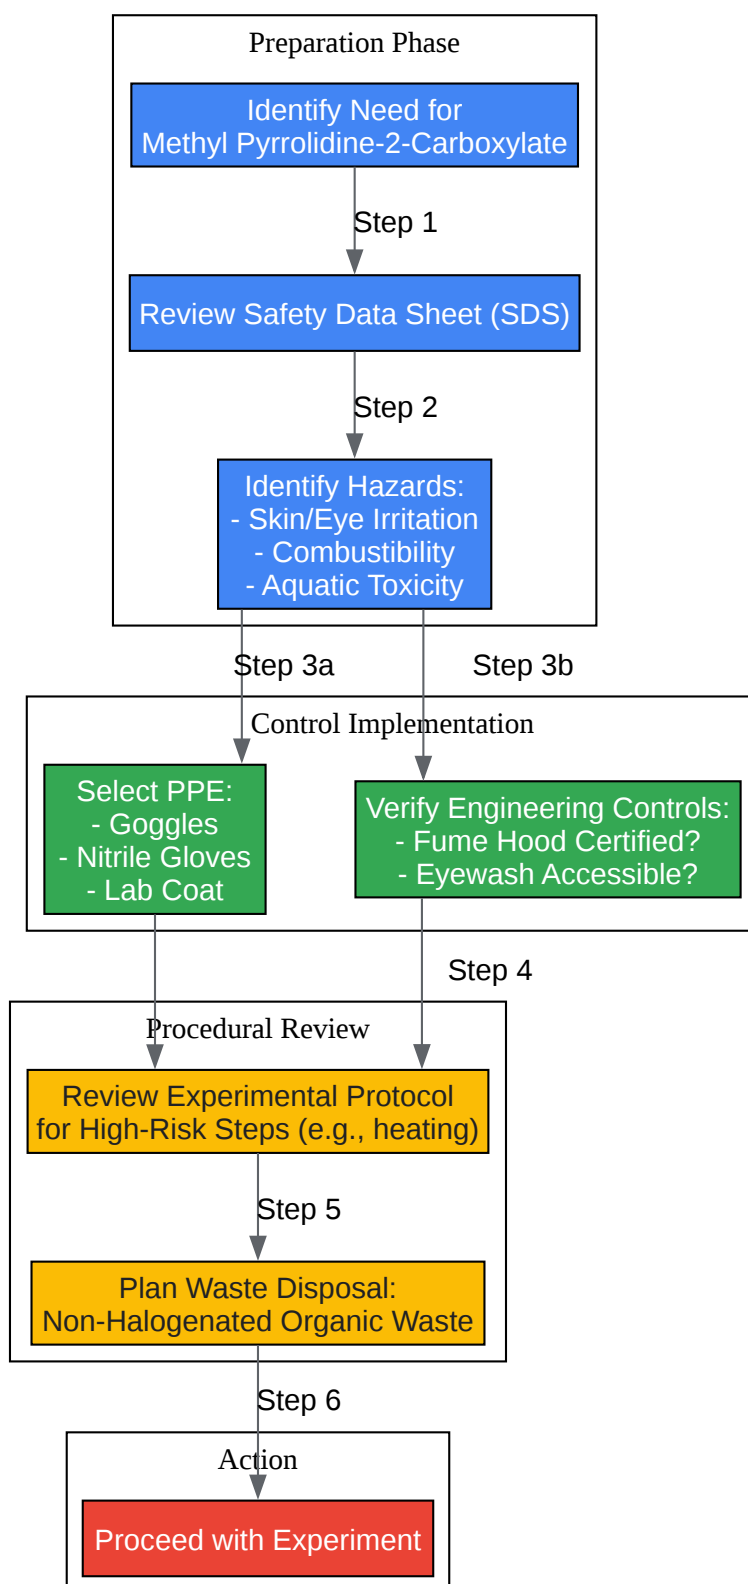 Preparation Phase
Identify Need for
Methyl Pyrrolidine-2-Carboxylate
Step 1
Review Safety Data Sheet (SDS)
Step 2
Identify Hazards:
- Skin/Eye Irritation
- Combustibility
- Aquatic Toxicity
Step 3a
Step 3b
Control Implementation
Select PPE:
- Goggles
- Nitrile Gloves
- Lab Coat
Verify Engineering Controls:
- Fume Hood Certified?
- Eyewash Accessible?
Step 4
Procedural Review
Review Experimental Protocol
for High-Risk Steps (e.g., heating)
Step 5
Plan Waste Disposal:
Non-Halogenated Organic Waste
Step 6
Action
Proceed with Experiment